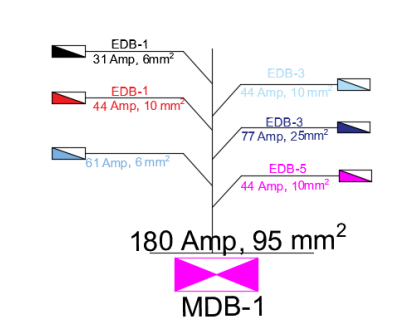 EDB-1
31 Amp, 6mm²
EDB-1
44 Amp, 10 mm²
61 Amp, 6 mm²
EDB-3
44 Amp, 10 mm²
EDB-3
77 Amp, 25mm²
EDB-5
44 Amp, 10mm²
180 Amp, 95 mm²
MDB-1